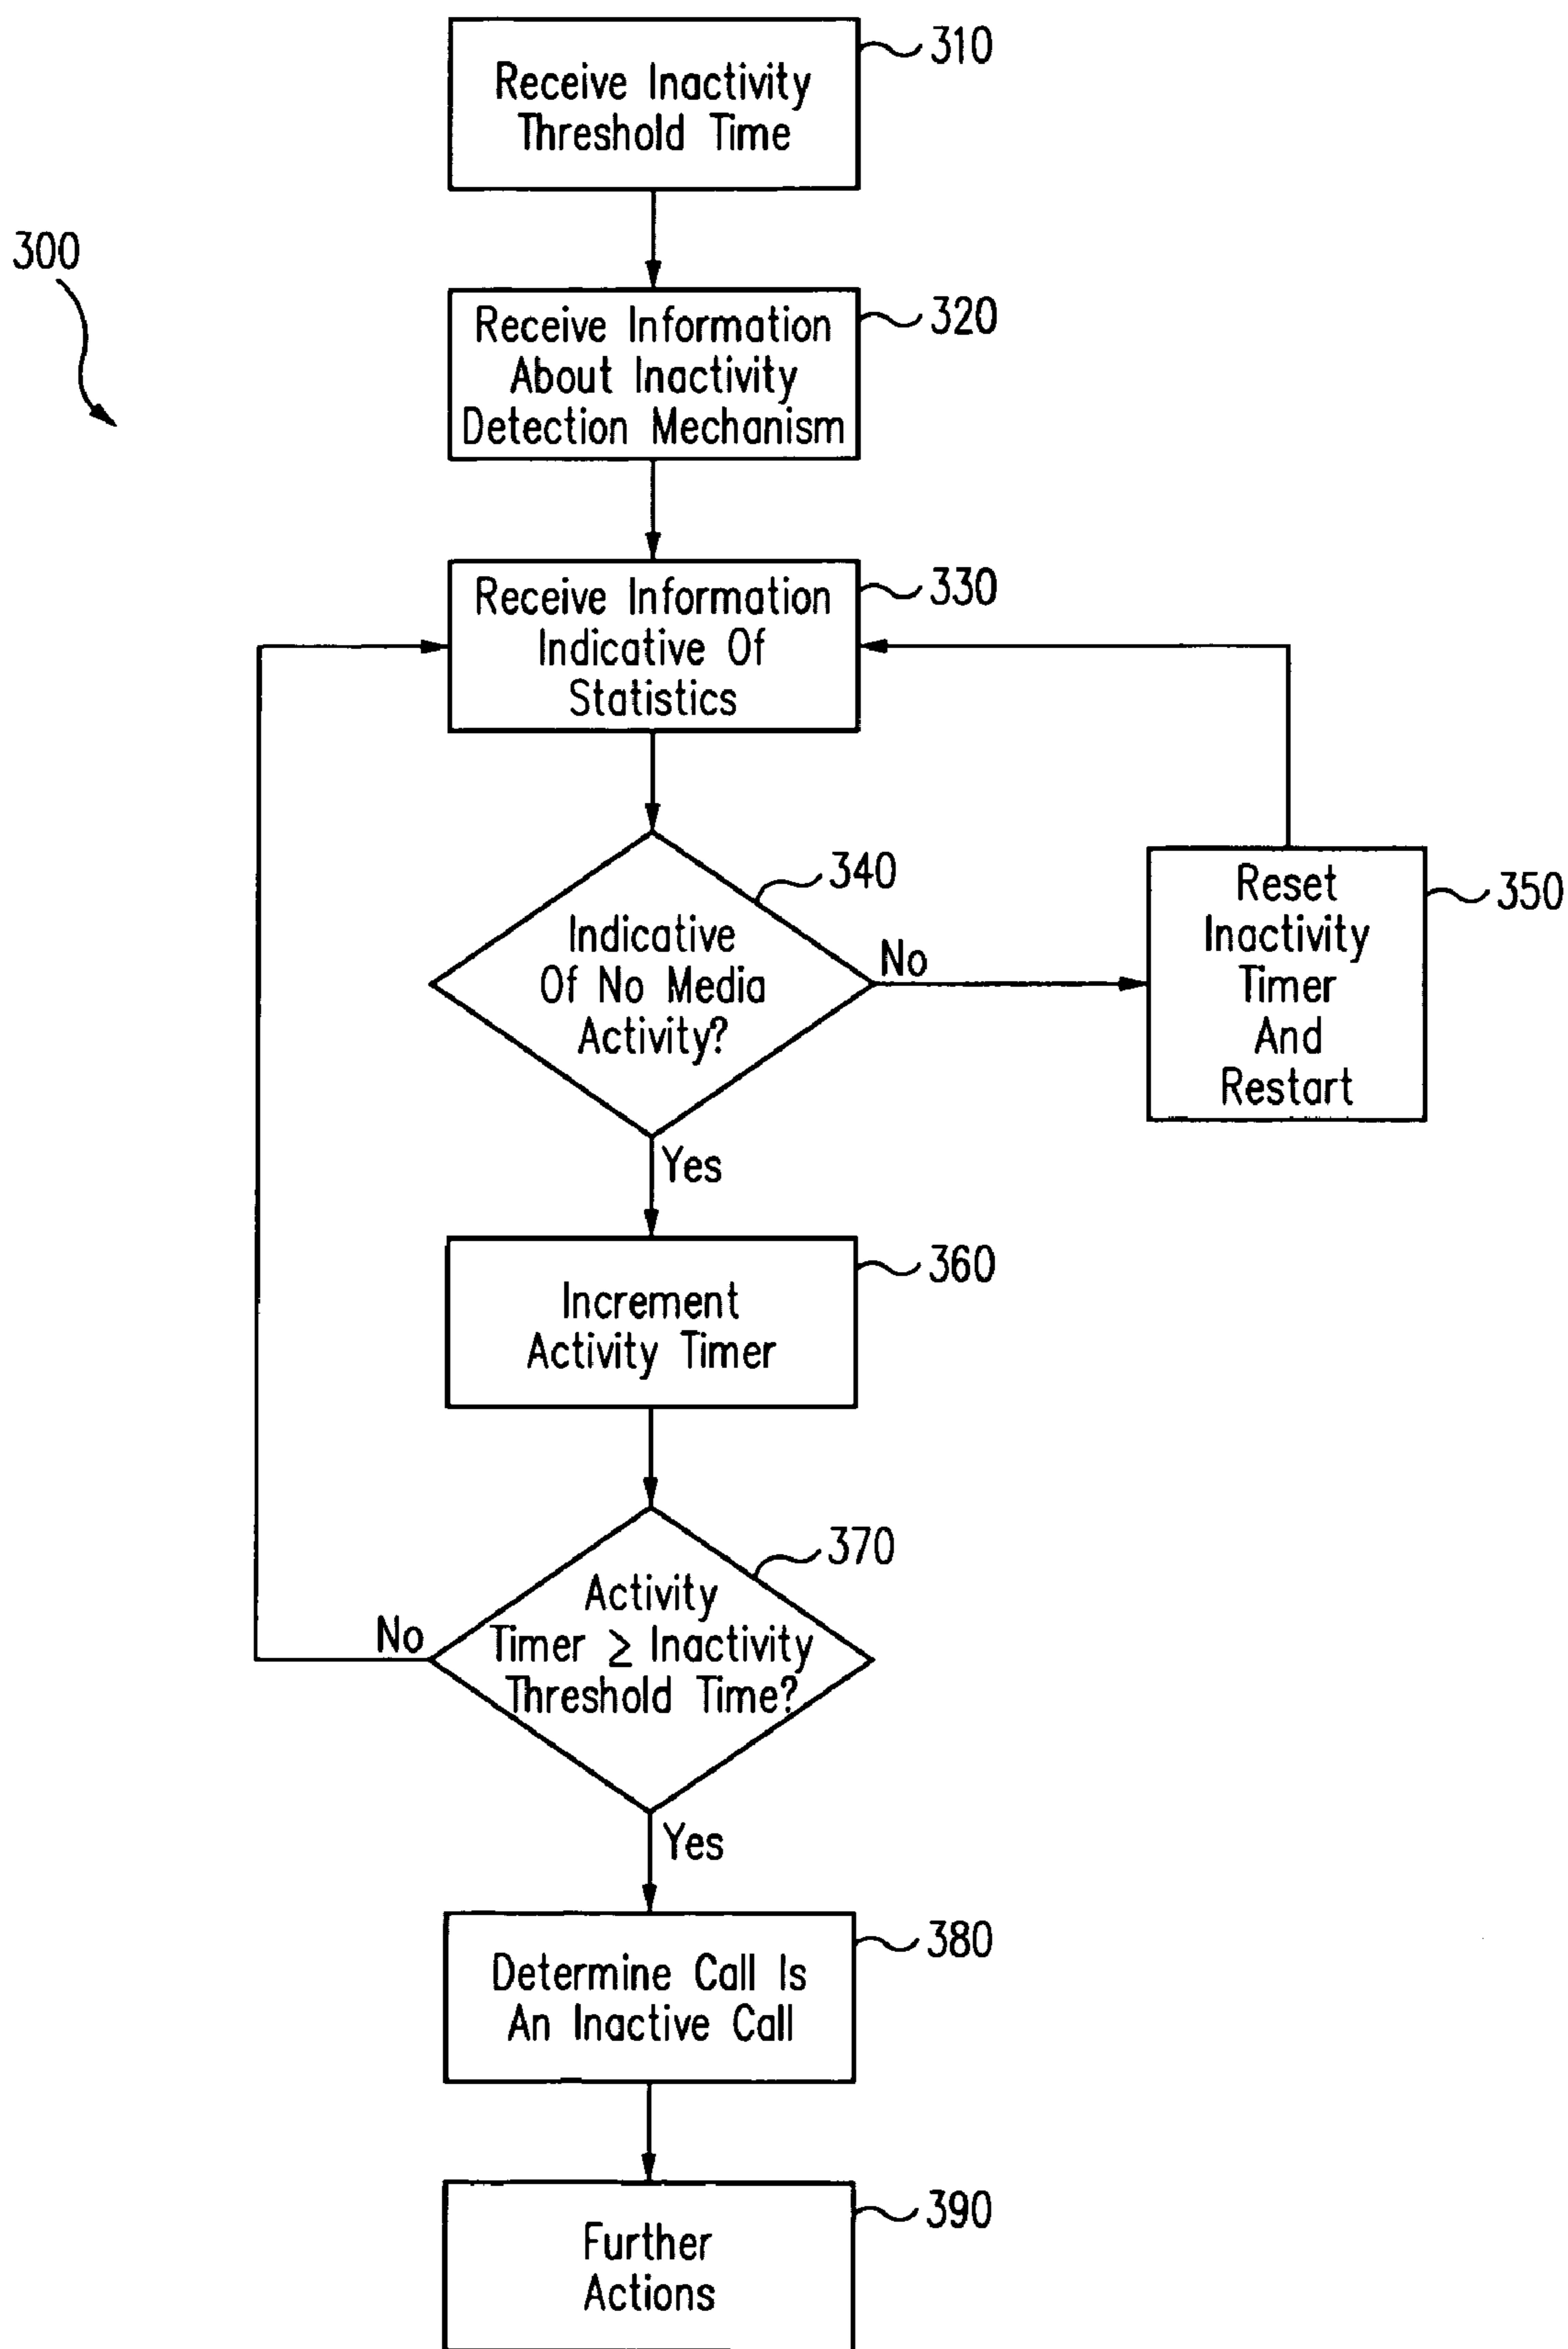 310
Receive Inactivity
Threshold Time
300
320
Receive Information
About Inactivity
Detection Mechanism
330
Receive Information
Indicative Of
Statistics
340
Indicative
Of No Media
Activity?
No
350
Reset
Inactivity
Timer
And
Restart
Yes
360
Increment
Activity Timer
370
Activity
Timer ≥ Inactivity
Threshold Time?
No
Yes
380
Determine Call Is
An Inactive Call
390
Further
Actions